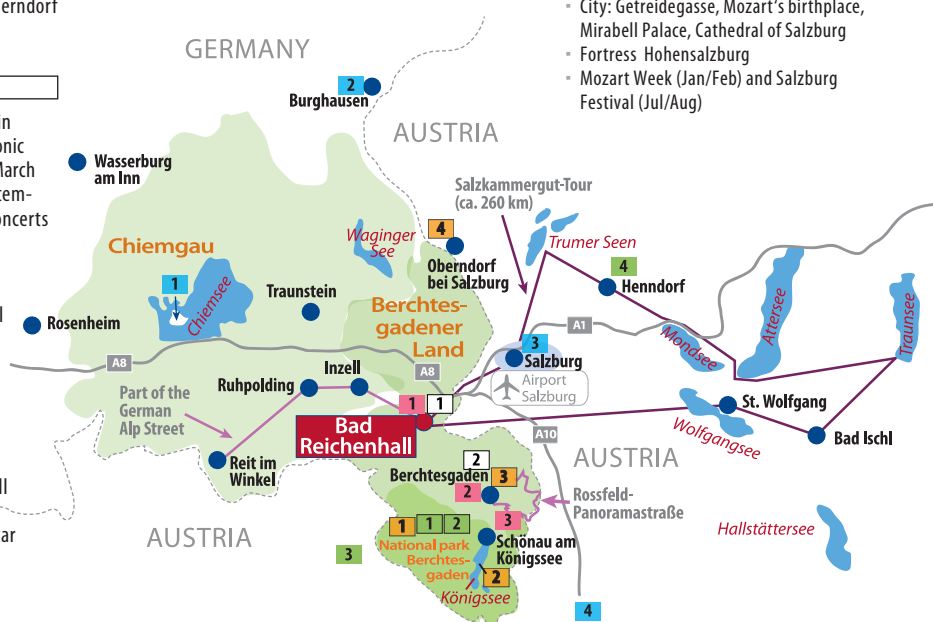 erndorf
in
onic
March
tem-
oncerts
l
ll
tar
▪ City: Getreidegasse, Mozart's birthplace,
Mirabell Palace, Cathedral of Salzburg
▪ Fortress Hohensalzburg
▪ Mozart Week (Jan/Feb) and Salzburg
Festival (Jul/Aug)
GERMANY
2
Burghausen
AUSTRIA
Wasserburg
am Inn
Salzkammergut-Tour
(ca. 260 km)
Waginger
See
4
Oberndorf
bei Salzburg
Trumer Seen
4
Henndorf
Chiemgau
1
Chiemsee
Traunstein
Berchtes-
gadener
Land
Attersee
Traunsee
Mondsee
Rosenheim
A1
3
Salzburg
A8
Inzell
A8
Airport
Salzburg
Ruhpolding
Part of the
German
Alp Street
1
1
Bad
Reichenhall
St. Wolfgang
Wolfgangsee
Bad Ischl
A10
Reit im
Winkel
2
Berchtesgaden
3
2
AUSTRIA
Rossfeld-
Panoramastraße
3
1
1
2
Schönau am
Königssee
National park
Berchtes-
gaden
AUSTRIA
3
2
Königssee
Hallstättersee
4